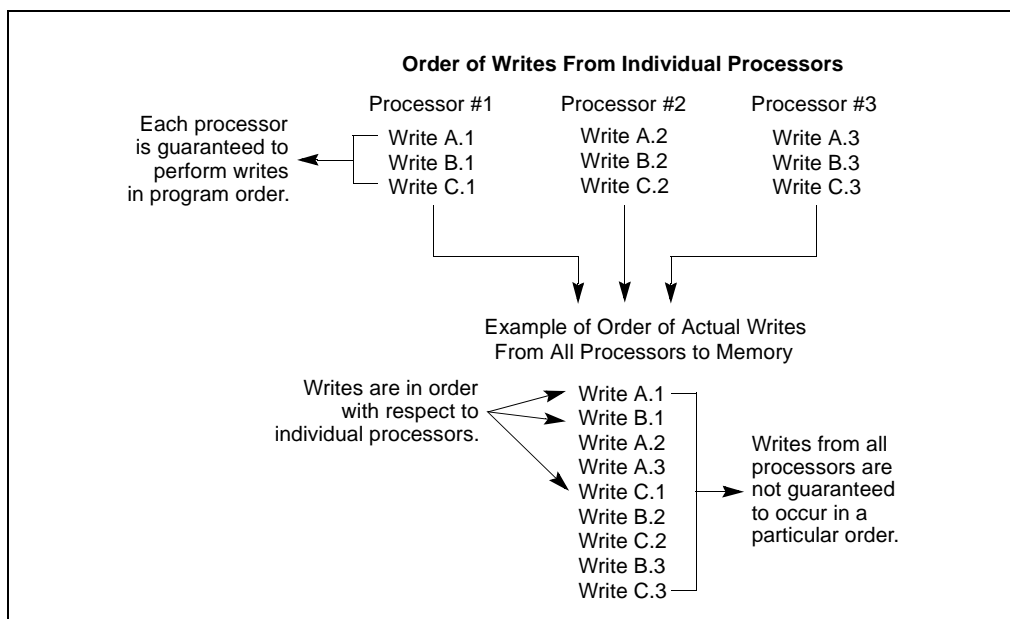 Order of Writes From Individual Processors
Processor #1
Processor #2
Processor #3
Each processor
is guaranteed to
perform writes
in program order.
Write A.1
Write B.1
Write C.1
Write A.2
Write B.2
Write C.2
Write A.3
Write B.3
Write C.3
Example of Order of Actual Writes
From All Processors to Memory
Writes are in order
with respect to
individual processors.
Write A.1
Write B.1
Write A.2
Write A.3
Write C.1
Write B.2
Write C.2
Write B.3
Write C.3
Writes from all
processors are
not guaranteed
to occur in a
particular order.